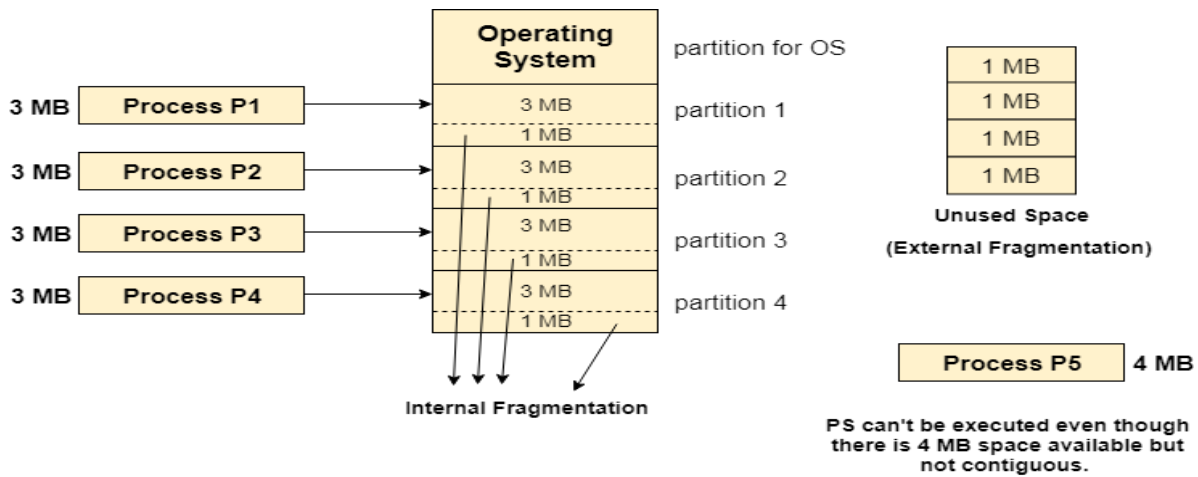 Operating
System
partition for OS
3 MB
Process P1
3 MB
1 MB
partition 1
3 MB
Process P2
3 MB
1 MB
partition 2
3 MB
Process P3
3 MB
1 MB
partition 3
3 MB
Process P4
3 MB
1 MB
partition 4
Internal Fragmentation
1 MB
1 MB
1 MB
1 MB
Unused Space
(External Fragmentation)
Process P5
4 MB
PS can't be executed even though
there is 4 MB space available but
not contiguous.